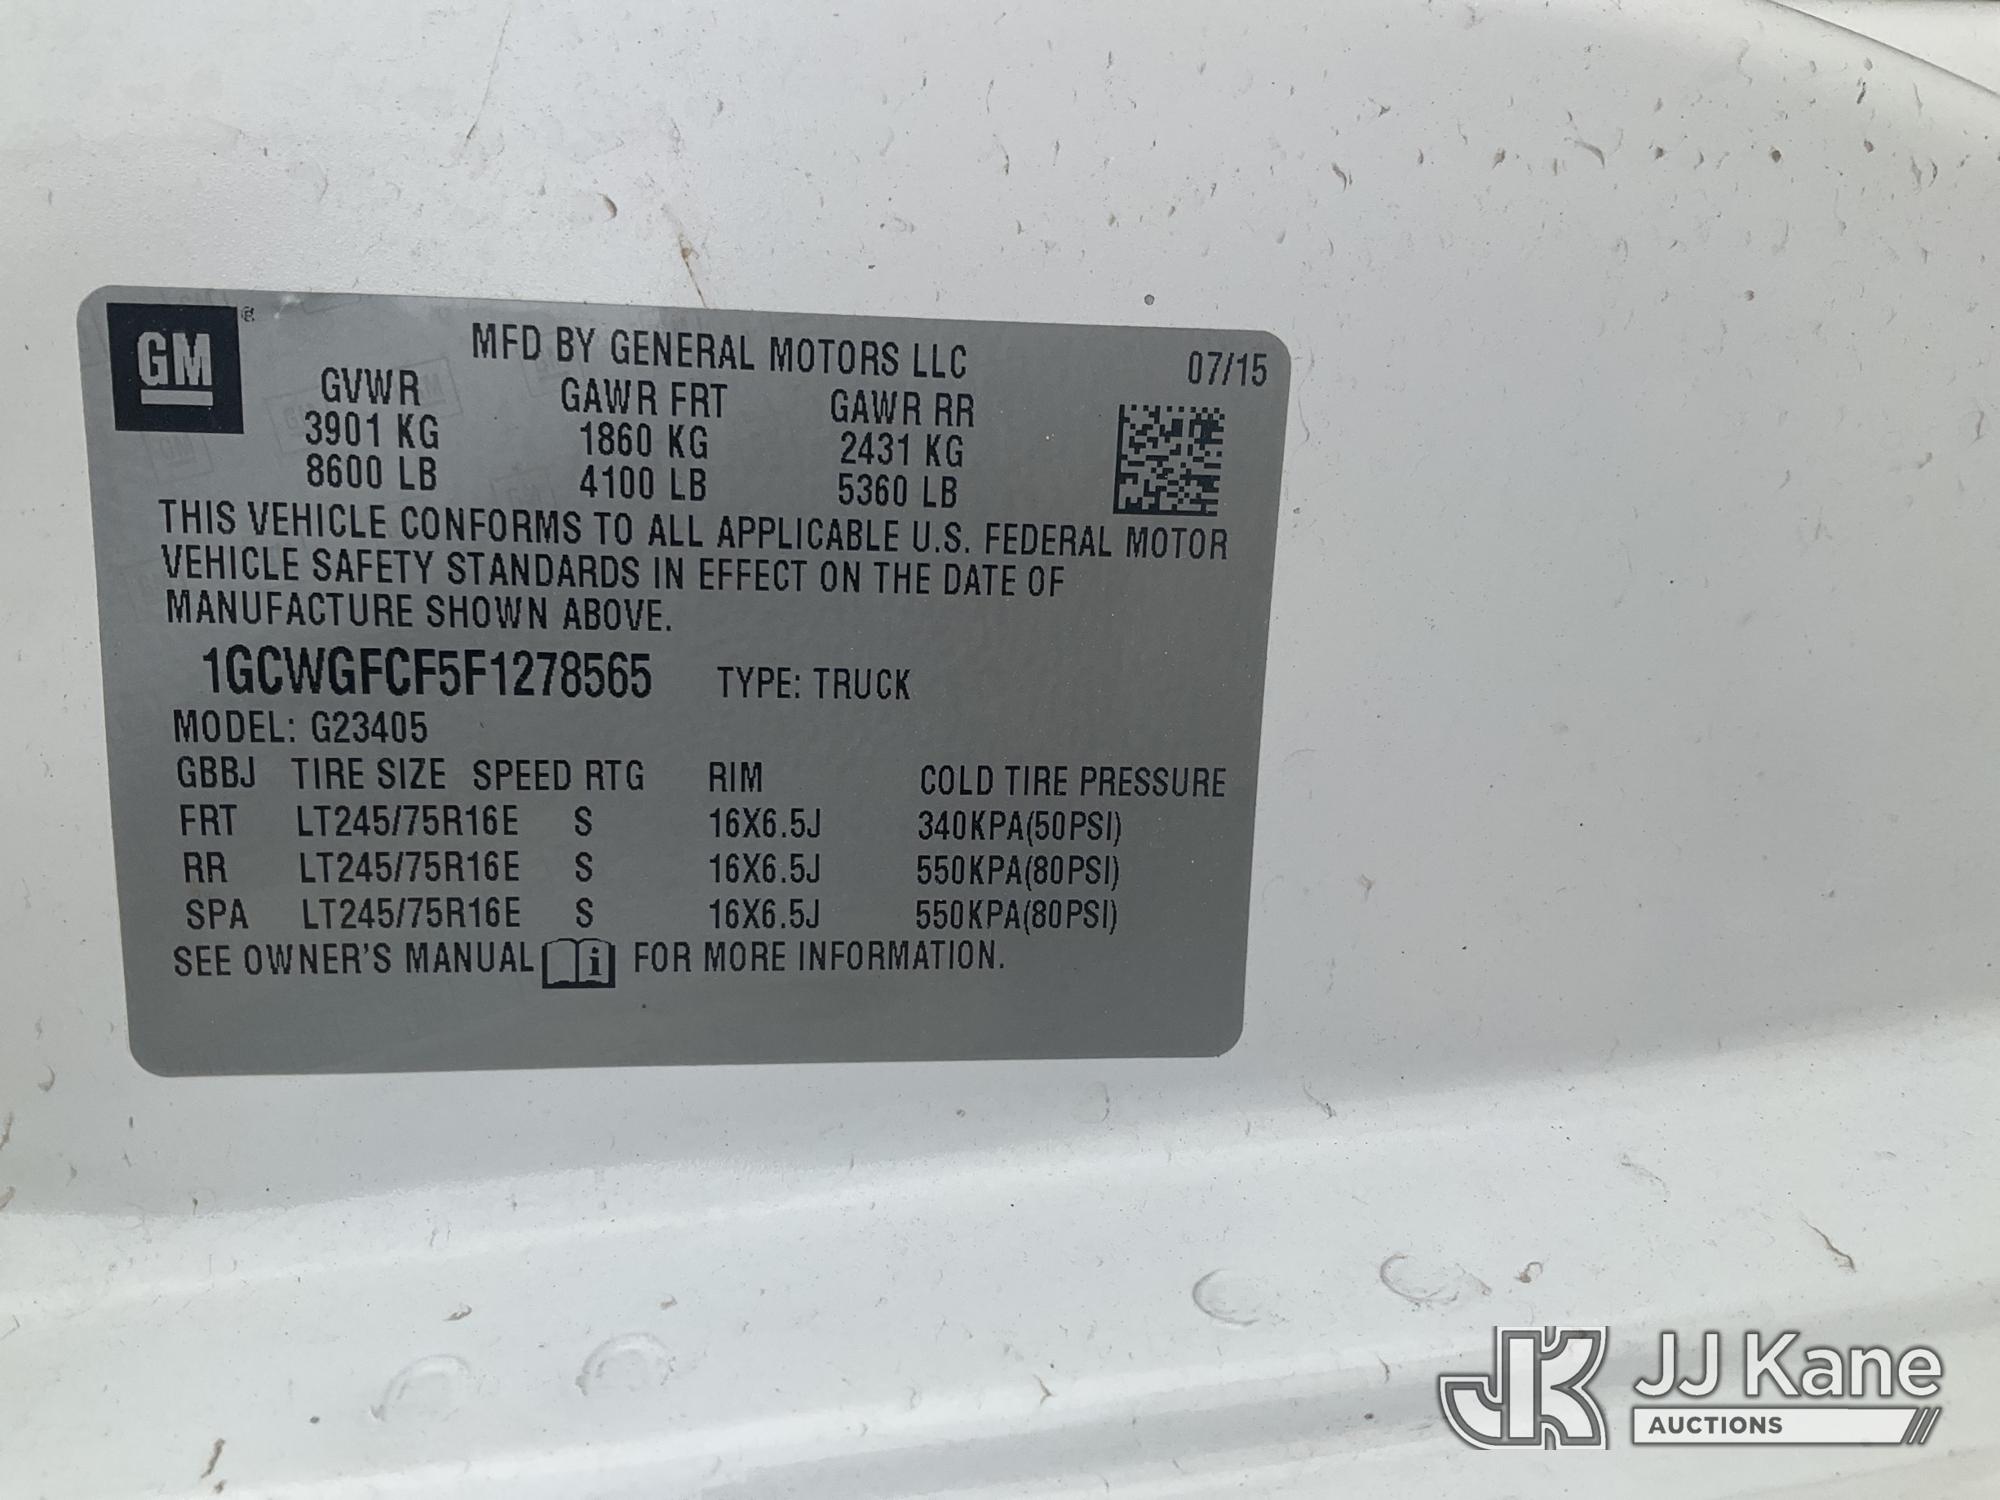 GM®
MFD BY GENERAL MOTORS LLC 07/15
GVWR GAWR FRT GAWR RR
3901 KG 1860 KG 2431 KG
8600 LB 4100 LB 5360 LB
THIS VEHICLE CONFORMS TO ALL APPLICABLE U.S. FEDERAL MOTOR
VEHICLE SAFETY STANDARDS IN EFFECT ON THE DATE OF
MANUFACTURE SHOWN ABOVE.
1GCWGFCF5F1278565 TYPE: TRUCK
MODEL: G23405
GBBJ TIRE SIZE SPEED RTG RIM COLD TIRE PRESSURE
FRT LT245/75R16E S 16X6.5J 340KPA(50PSI)
RR LT245/75R16E S 16X6.5J 550KPA(80PSI)
SPA LT245/75R16E S 16X6.5J 550KPA(80PSI)
SEE OWNER'S MANUAL i FOR MORE INFORMATION.
JK JJ Kane
AUCTIONS